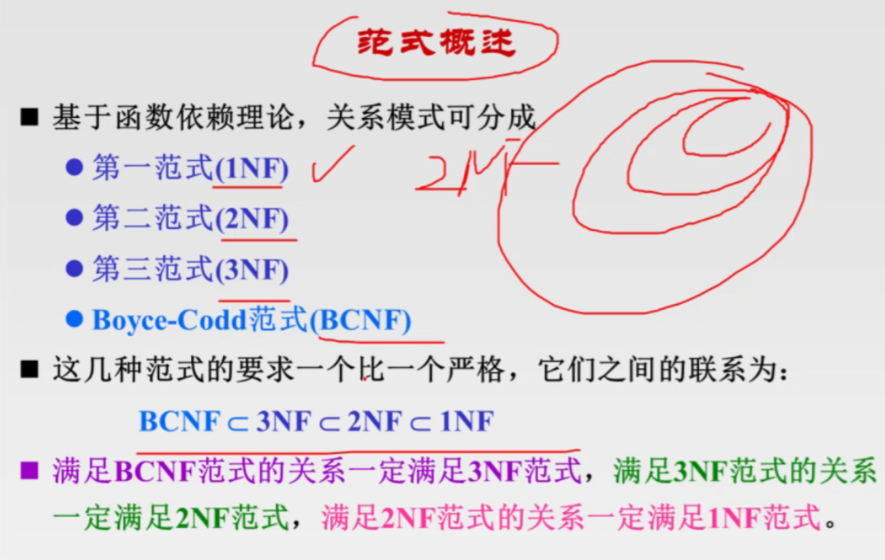 范式概述
■ 基于函数依赖理论，关系模式可分成
● 第一范式(1NF)
2NF
● 第二范式(2NF)
● 第三范式(3NF)
● Boyce-Codd范式(BCNF)
■ 这几种范式的要求一个比一个严格，它们之间的联系为：
BCNF ⊂ 3NF ⊂ 2NF ⊂ 1NF
■ 满足BCNF范式的关系一定满足3NF范式，满足3NF范式的关系
一定满足2NF范式，满足2NF范式的关系一定满足1NF范式。